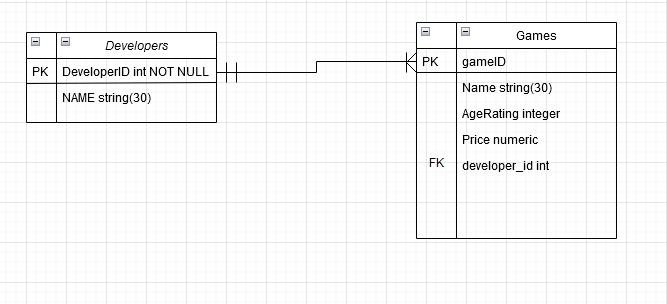 Developers
PK DeveloperID int NOT NULL
NAME string(30)
Games
PK gameID
Name string(30)
AgeRating integer
Price numeric
FK developer_id int